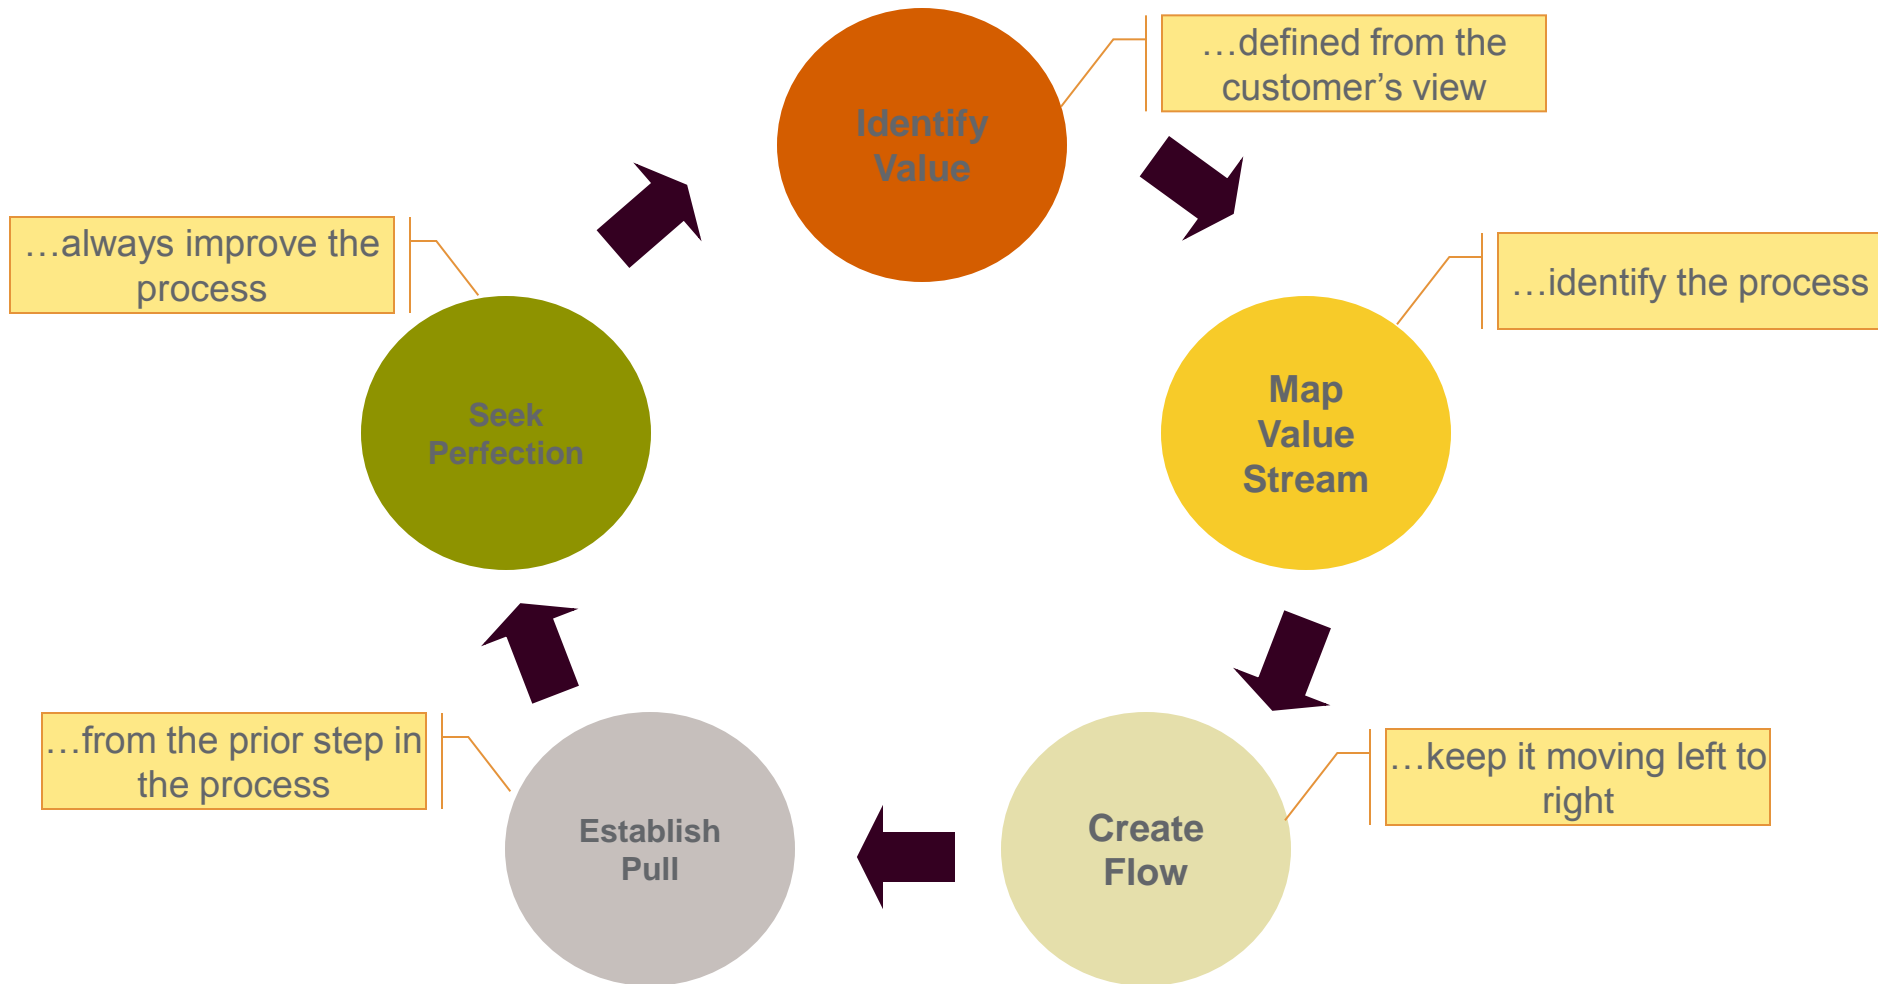 Identify
Value
…defined from the
customer’s view
Map
Value
Stream
…identify the process
Create
Flow
…keep it moving left to
right
Establish
Pull
…from the prior step in
the process
Seek
Perfection
…always improve the
process